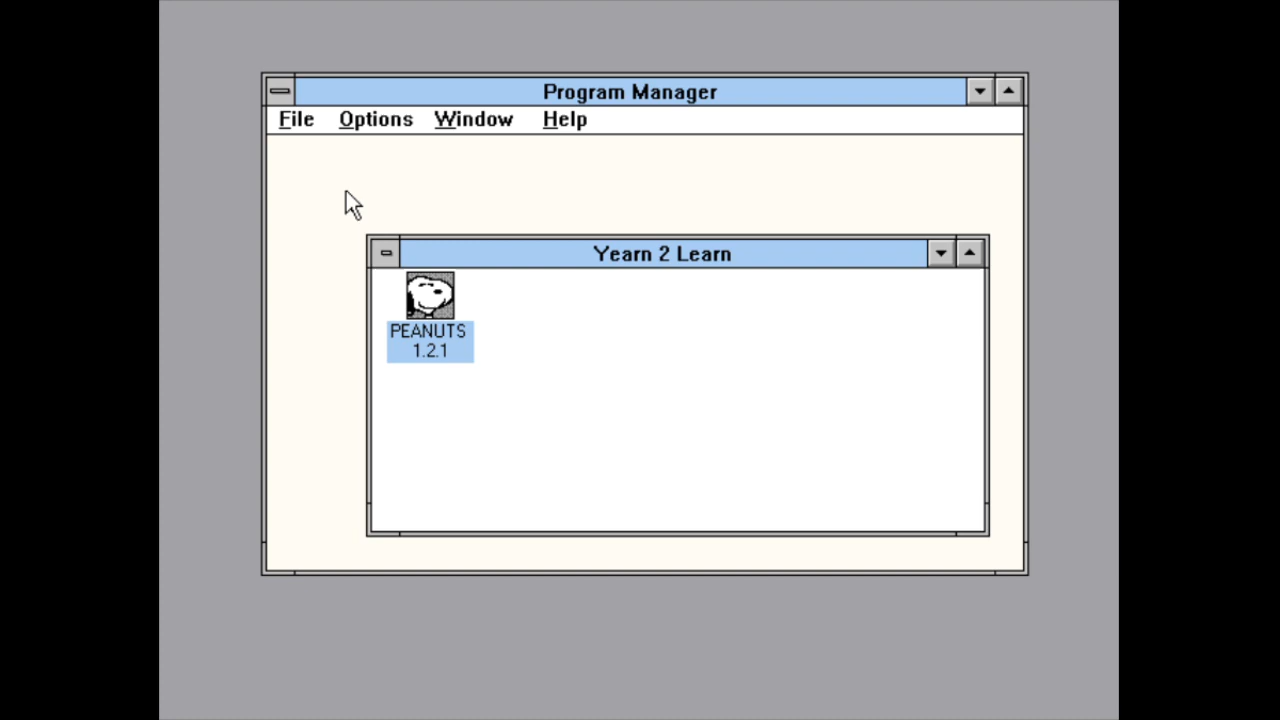 Program Manager
File Options Window Help
Yearn 2 Learn
PEANUTS
1.2.1